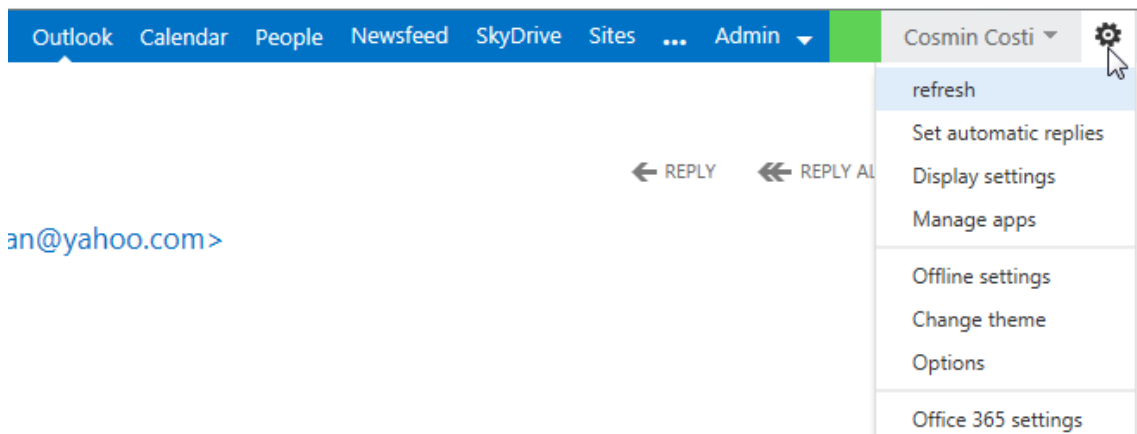 Outlook Calendar People Newsfeed SkyDrive Sites ... Admin Cosmin Costi
refresh
Set automatic replies
REPLY REPLY AL
Display settings
Manage apps
an@yahoo.com>
Offline settings
Change theme
Options
Office 365 settings